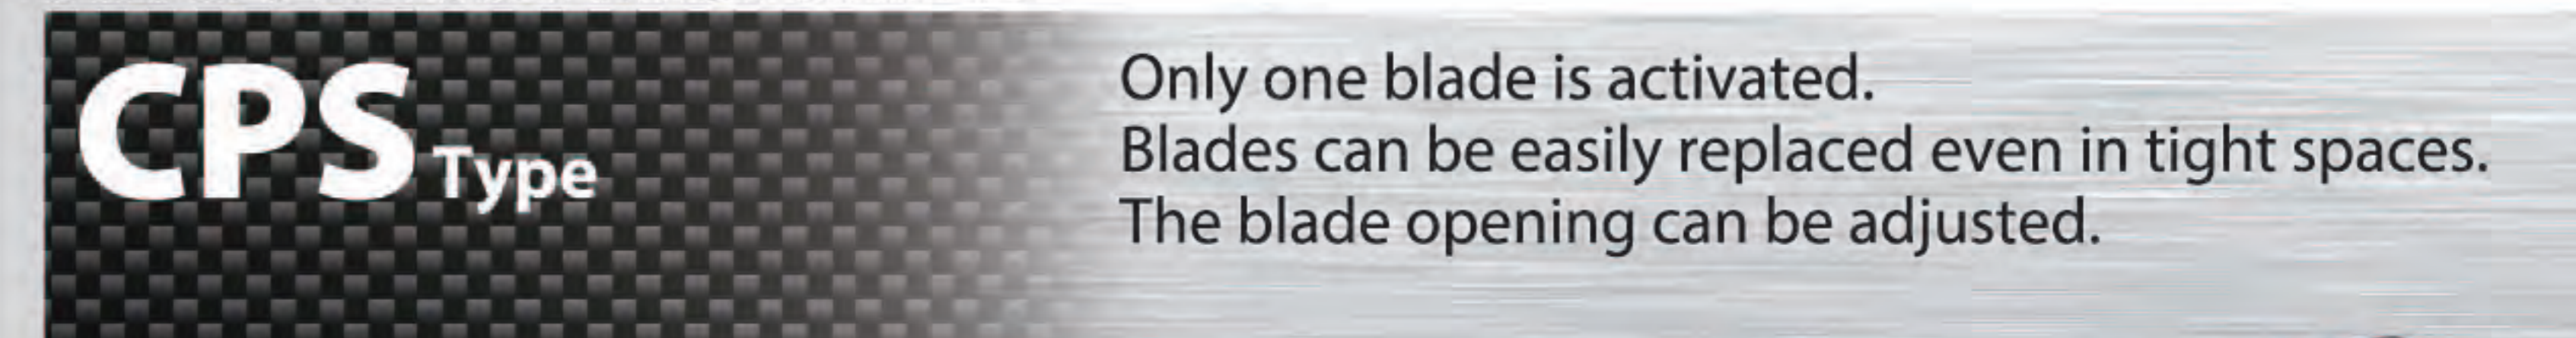 CPS Type
Only one blade is activated.
Blades can be easily replaced even in tight spaces.
The blade opening can be adjusted.